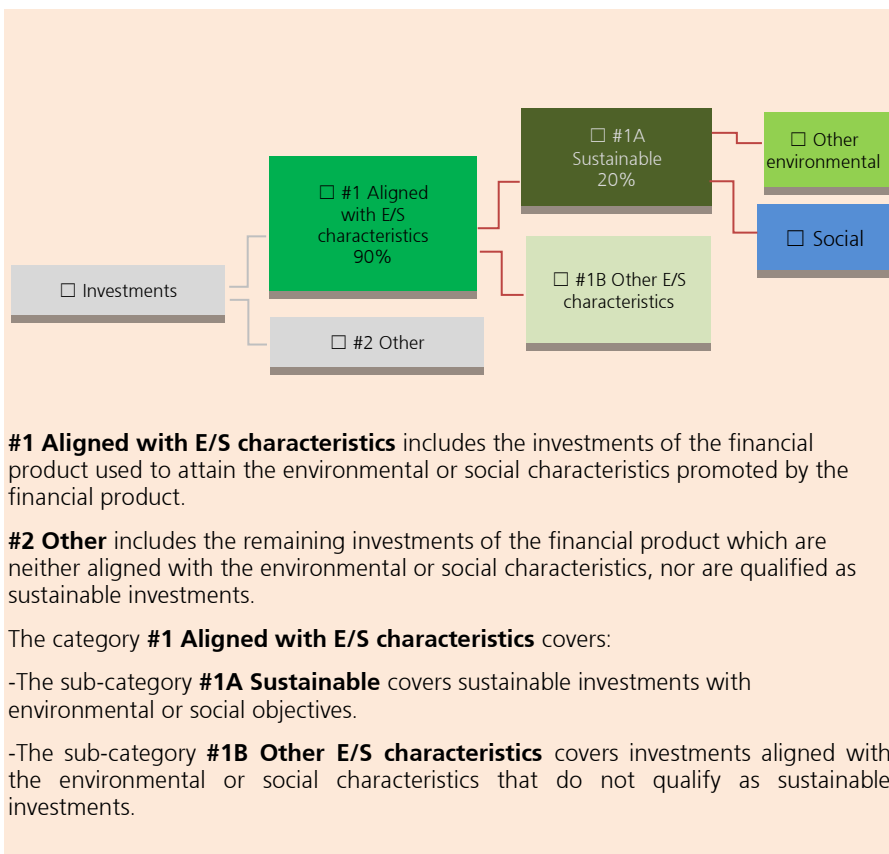 ☐ #1A
Sustainable
20%
☐ Other
environmental
☐ #1 Aligned
with E/S
characteristics
90%
☐ Social
☐ #1B Other E/S
characteristics
☐ Investments
☐ #2 Other
#1 Aligned with E/S characteristics includes the investments of the financial
product used to attain the environmental or social characteristics promoted by the
financial product.
#2 Other includes the remaining investments of the financial product which are
neither aligned with the environmental or social characteristics, nor are qualified as
sustainable investments.
The category #1 Aligned with E/S characteristics covers:
-The sub-category #1A Sustainable covers sustainable investments with
environmental or social objectives.
-The sub-category #1B Other E/S characteristics covers investments aligned with
the environmental or social characteristics that do not qualify as sustainable
investments.